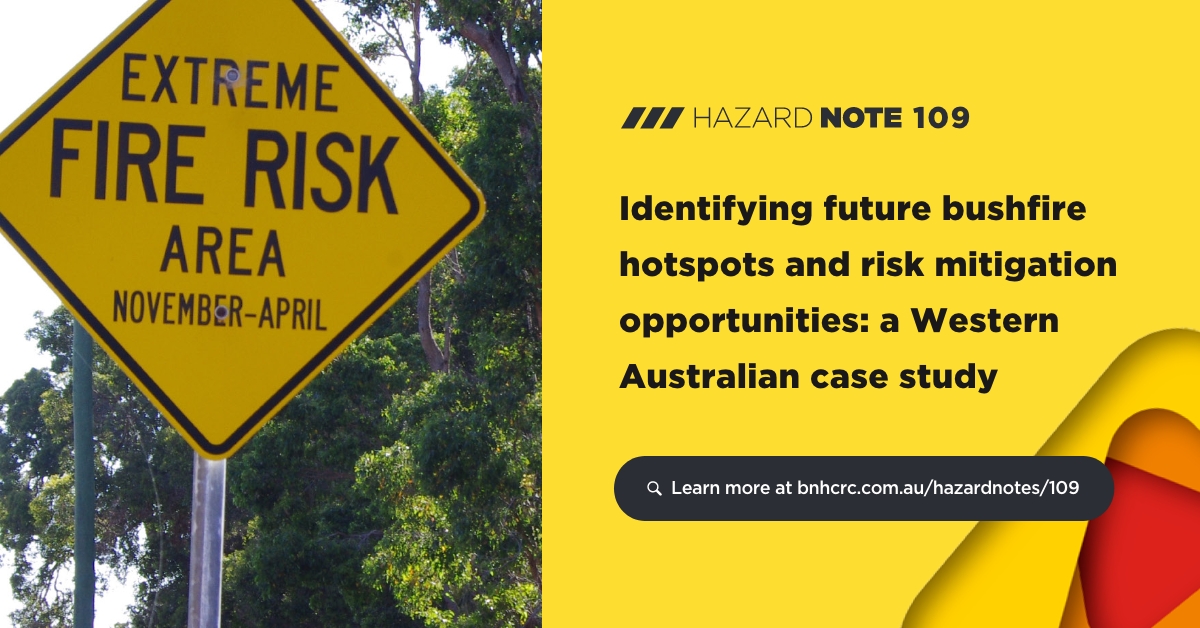 EXTREME
FIRE RISK
AREA
NOVEMBER-APRIL
HAZARD NOTE 109
Identifying future bushfire
hotspots and risk mitigation
opportunities: a Western
Australian case study
Learn more at bnhcrc.com.au/hazardnotes/109